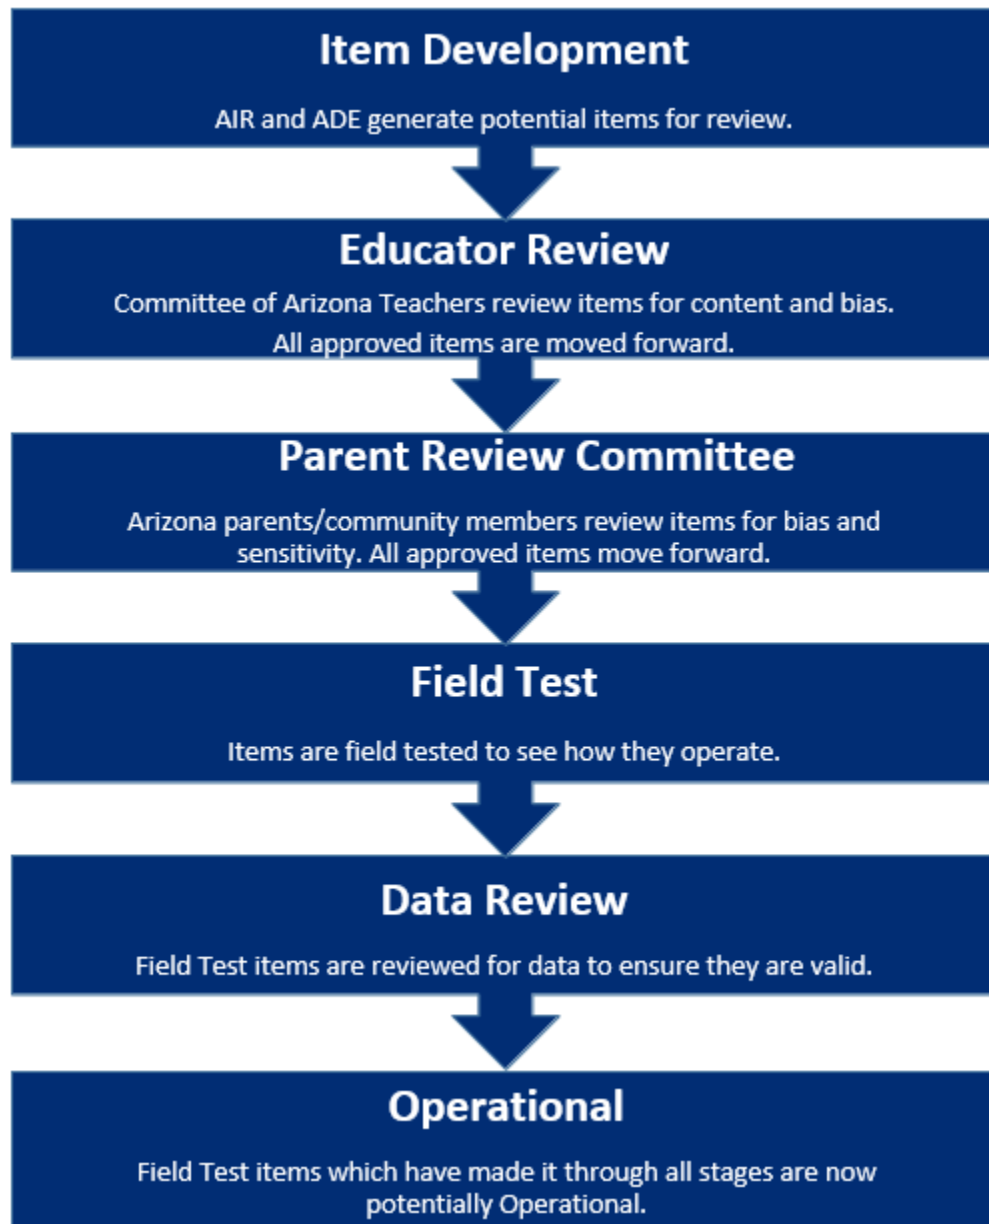 Item Development
AIR and ADE generate potential items for review.
Educator Review
Committee of Arizona Teachers review items for content and bias.
All approved items are moved forward.
Parent Review Committee
Arizona parents/community members review items for bias and
sensitivity. All approved items move forward.
Field Test
Items are field tested to see how they operate.
Data Review
Field Test items are reviewed for data to ensure they are valid.
Operational
Field Test items which have made it through all stages are now
potentially Operational.